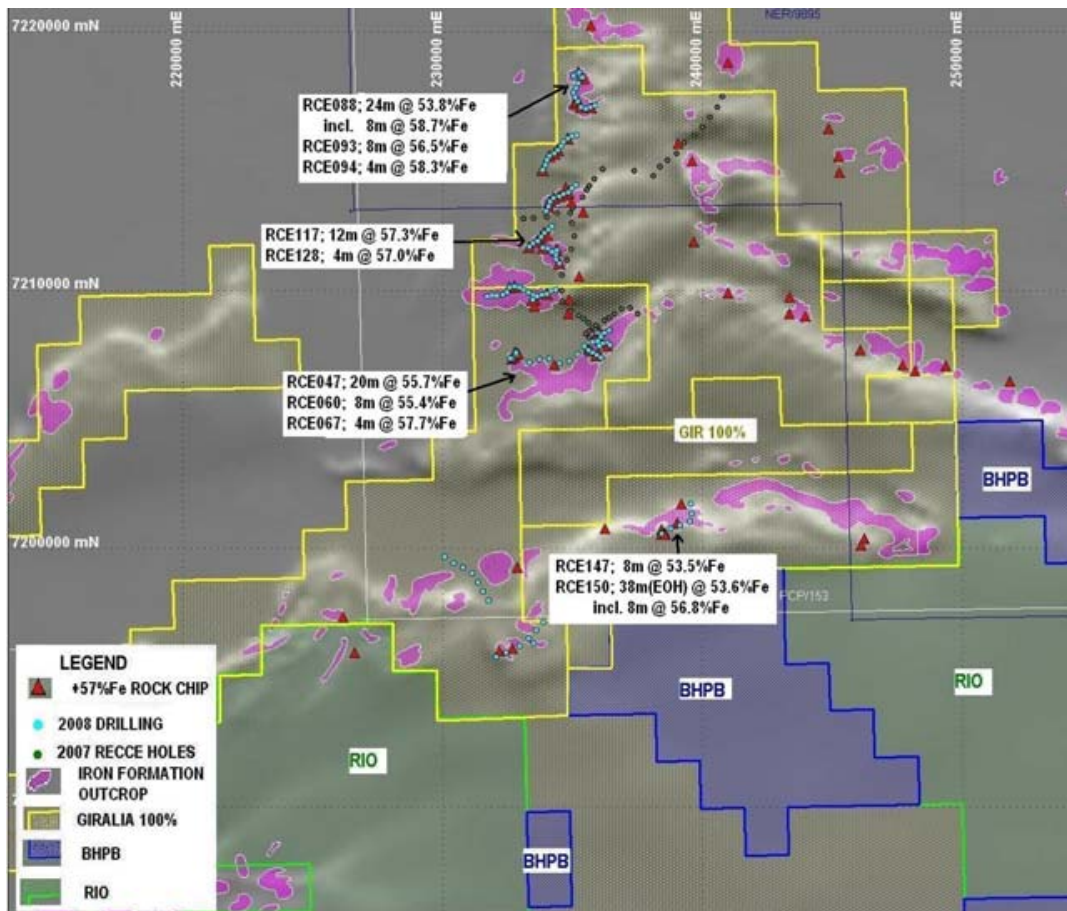 7220000 mN
NER/9895
220000 mE
230000 mE
240000 mE
250000 mE
RCE088; 24m @ 53.8%Fe
incl. 8m @ 58.7%Fe
RCE093; 8m @ 56.5%Fe
RCE094; 4m @ 58.3%Fe
RCE117; 12m @ 57.3%Fe
RCE128; 4m @ 57.0%Fe
7210000 mN
RCE047; 20m @ 55.7%Fe
RCE060; 8m @ 55.4%Fe
RCE067; 4m @ 57.7%Fe
GIR 100%
BHPB
7200000 mN
RCE147; 8m @ 53.5%Fe
RCE150; 38m(EOH) @ 53.6%Fe
incl. 8m @ 56.8%Fe
PCP/153
BHPB
RIO
RIO
BHPB
LEGEND
+57%Fe ROCK CHIP
2008 DRILLING
2007 RECCE HOLES
IRON FORMATION
OUTCROP
GIRALIA 100%
BHPB
RIO